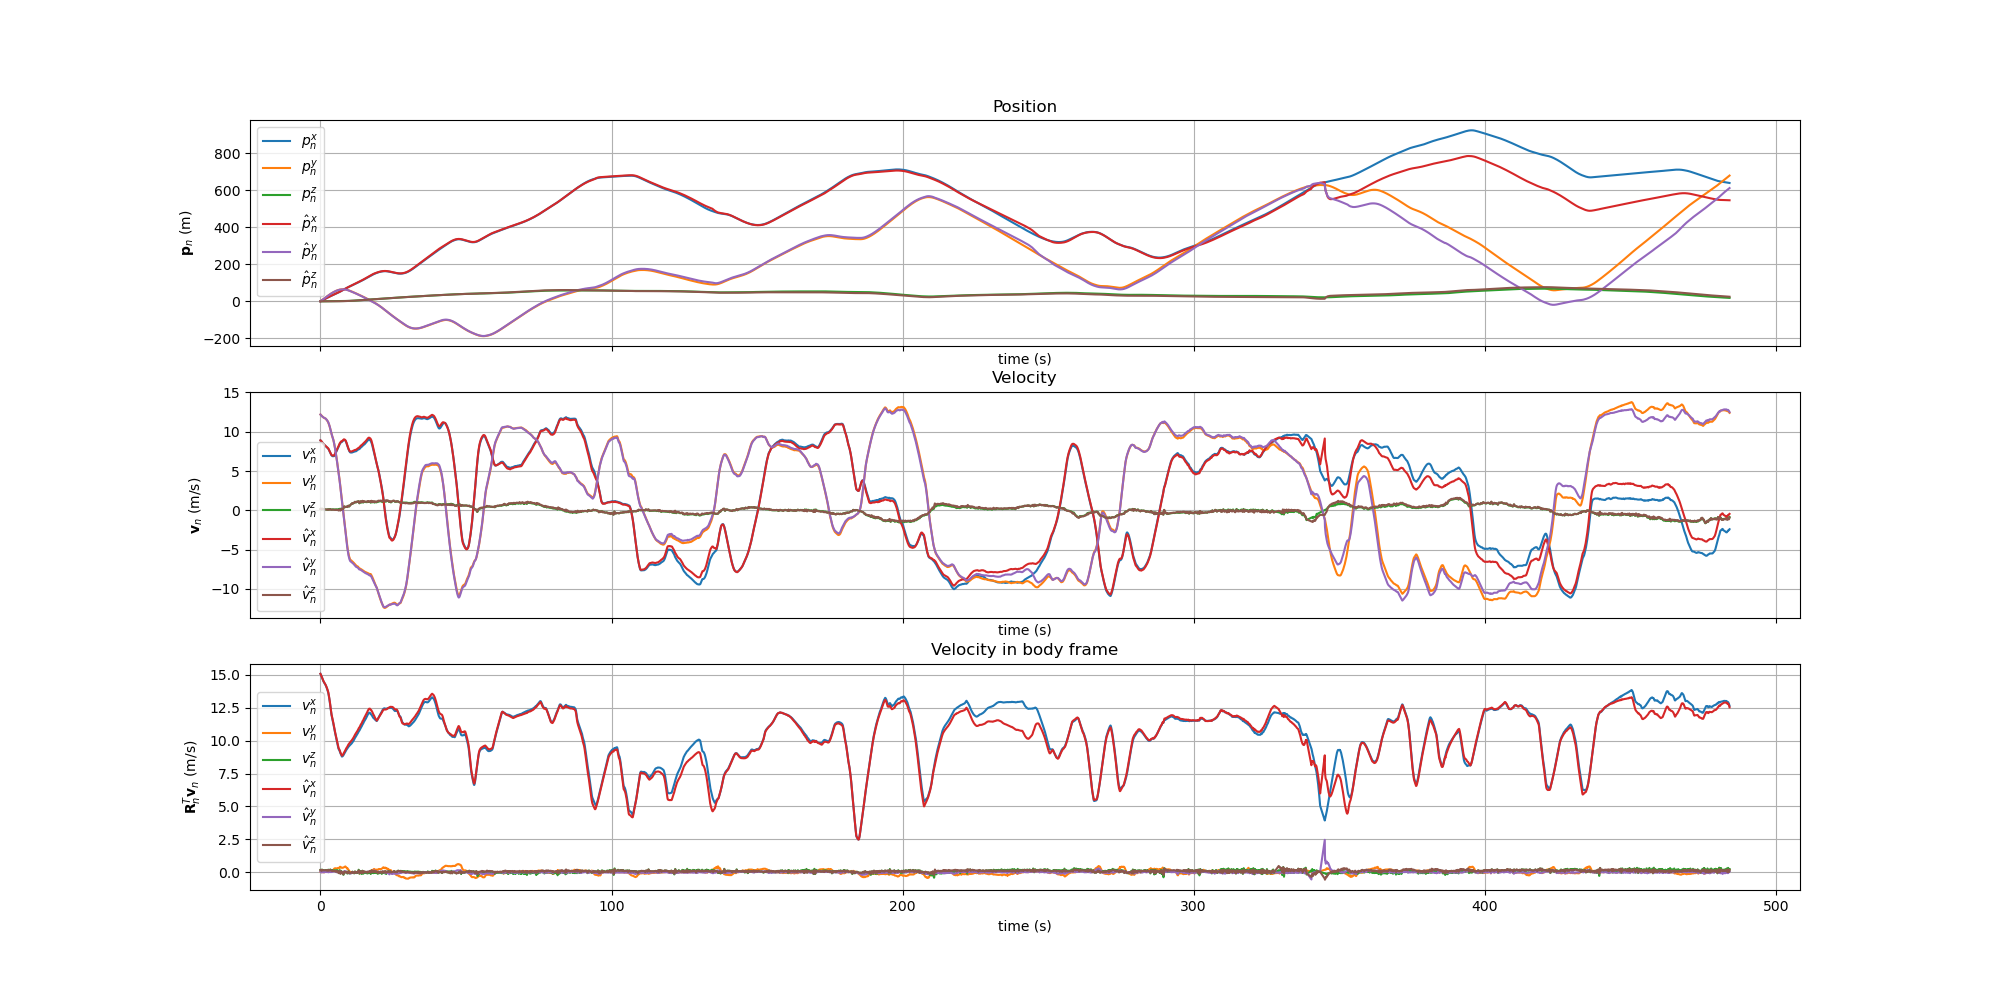 Position
p_n^x
p_n^y
p_n^z
p̂_n^x
p̂_n^y
p̂_n^z
800
600
400
200
0
−200
p_n (m)
time (s)
Velocity
v_n^x
v_n^y
v_n^z
v̂_n^x
v̂_n^y
v̂_n^z
15
10
5
0
−5
−10
v_n (m/s)
time (s)
Velocity in body frame
v_n^x
v_n^y
v_n^z
v̂_n^x
v̂_n^y
v̂_n^z
15.0
12.5
10.0
7.5
5.0
2.5
0.0
R_n^T v_n (m/s)
0 100 200 300 400 500
time (s)